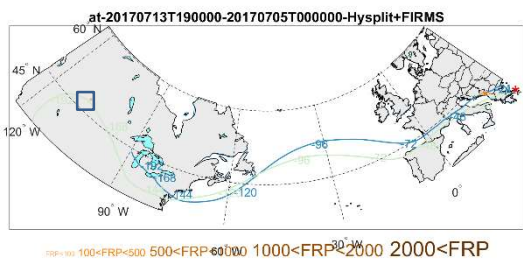 at-20170713T190000-20170705T000000-Hysplit+FIRMS
60° N
45° N
120° W
-96
-96
-72
-168
-144
-120
90° W
0°
60° W
30° W
100<FRP<500 500<FRP<1000 1000<FRP<2000 2000<FRP